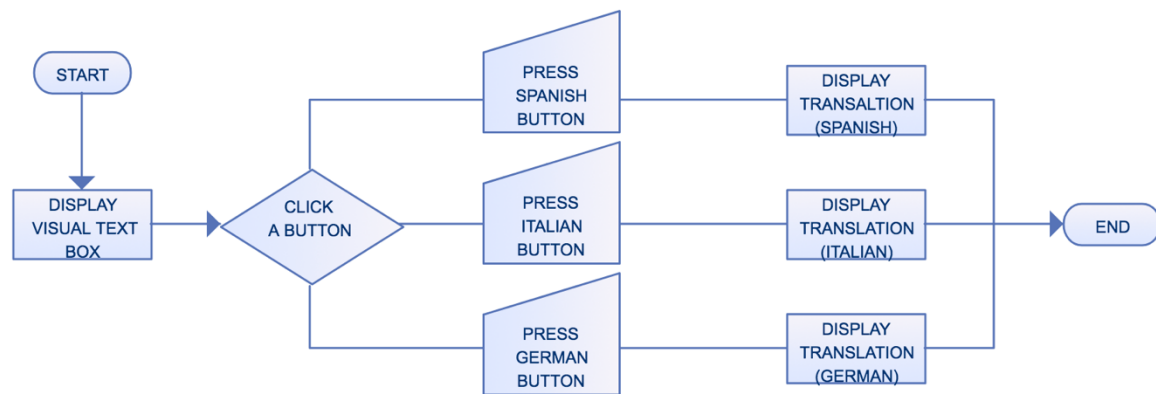 START
DISPLAY
VISUAL TEXT
BOX
CLICK
A BUTTON
PRESS
SPANISH
BUTTON
DISPLAY
TRANSALTION
(SPANISH)
PRESS
ITALIAN
BUTTON
DISPLAY
TRANSLATION
(ITALIAN)
PRESS
GERMAN
BUTTON
DISPLAY
TRANSLATION
(GERMAN)
END